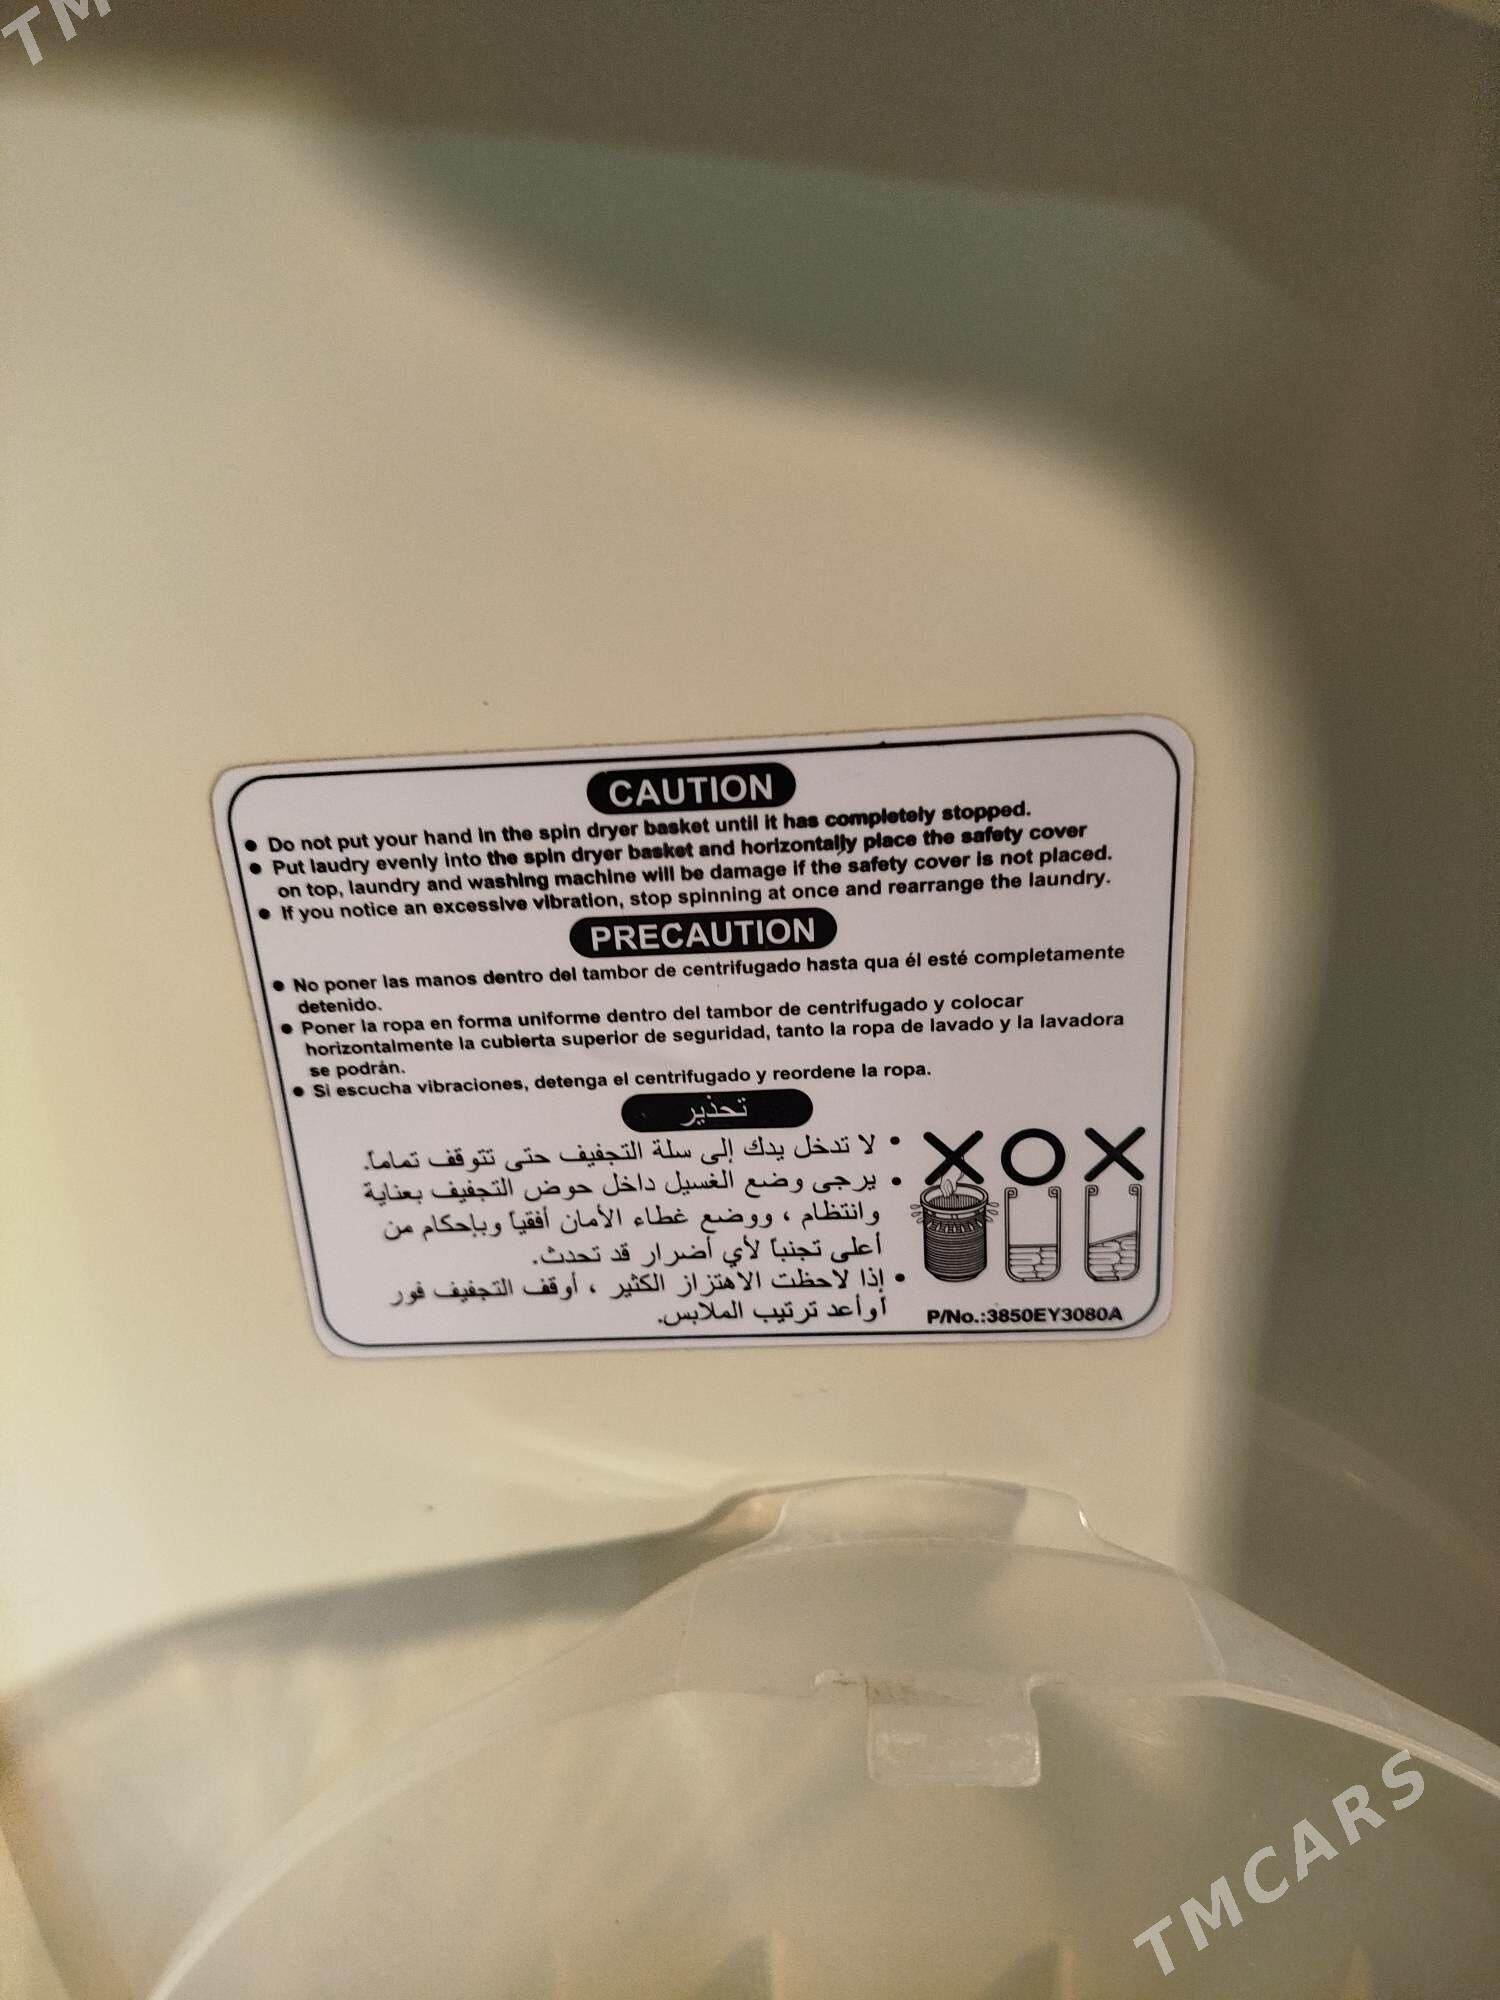 TM
CAUTION
● Do not put your hand in the spin dryer basket until it has completely stopped.
● Put laudry evenly into the spin dryer basket and horizontally place the safety cover
on top, laundry and washing machine will be damage if the safety cover is not placed.
● If you notice an excessive vibration, stop spinning at once and rearrange the laundry.
PRECAUTION
● No poner las manos dentro del tambor de centrifugado hasta qua él esté completamente
detenido.
● Poner la ropa en forma uniforme dentro del tambor de centrifugado y colocar
horizontalmente la cubierta superior de seguridad, tanto la ropa de lavado y la lavadora
se podrán.
● Si escucha vibraciones, detenga el centrifugado y reordene la ropa.
تحذير
• لا تدخل يدك إلى سلة التجفيف حتى تتوقف تماماً.
• يرجى وضع الغسيل داخل حوض التجفيف بعناية
وانتظام ، ووضع غطاء الأمان أفقياً وبإحكام من
أعلى تجنباً لأي أضرار قد تحدث.
• إذا لاحظت الاهتزاز الكثير ، أوقف التجفيف فور
أوأعد ترتيب الملابس.
P/No.:3850EY3080A
TMCARS